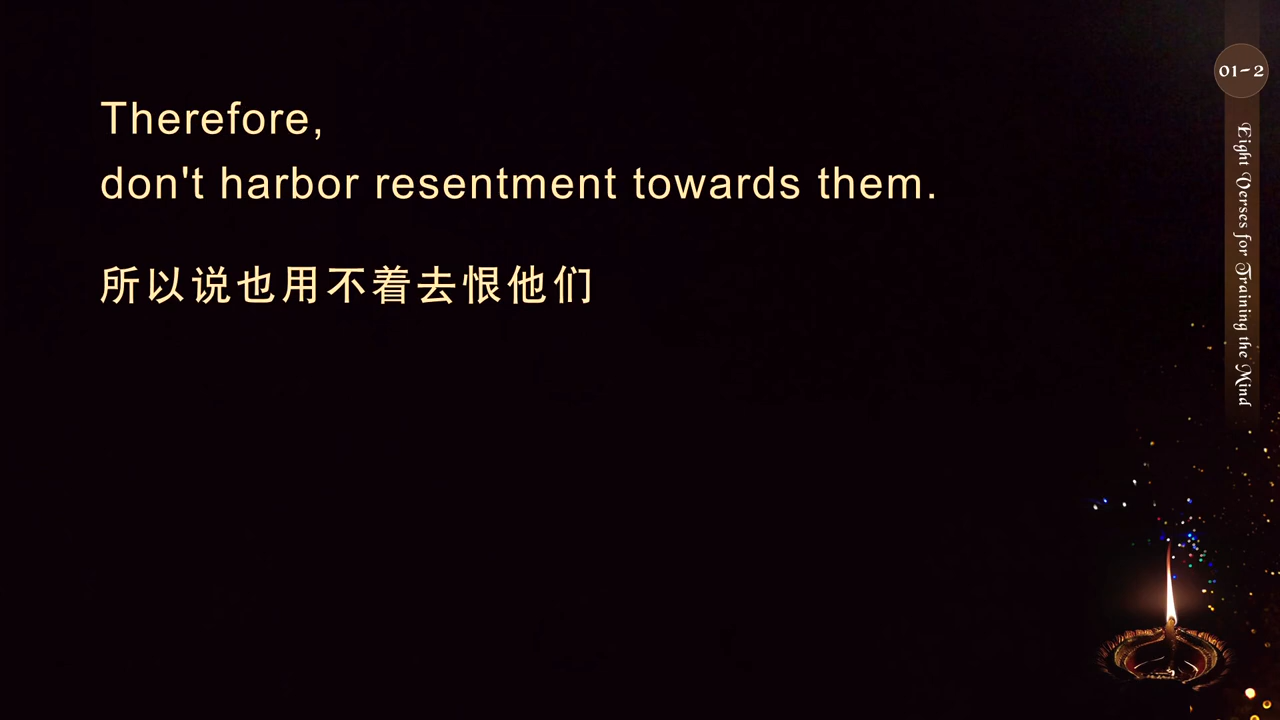 Therefore,
don't harbor resentment towards them.
所以说也用不着去恨他们
01-2
Eight Verses for Training the Mind